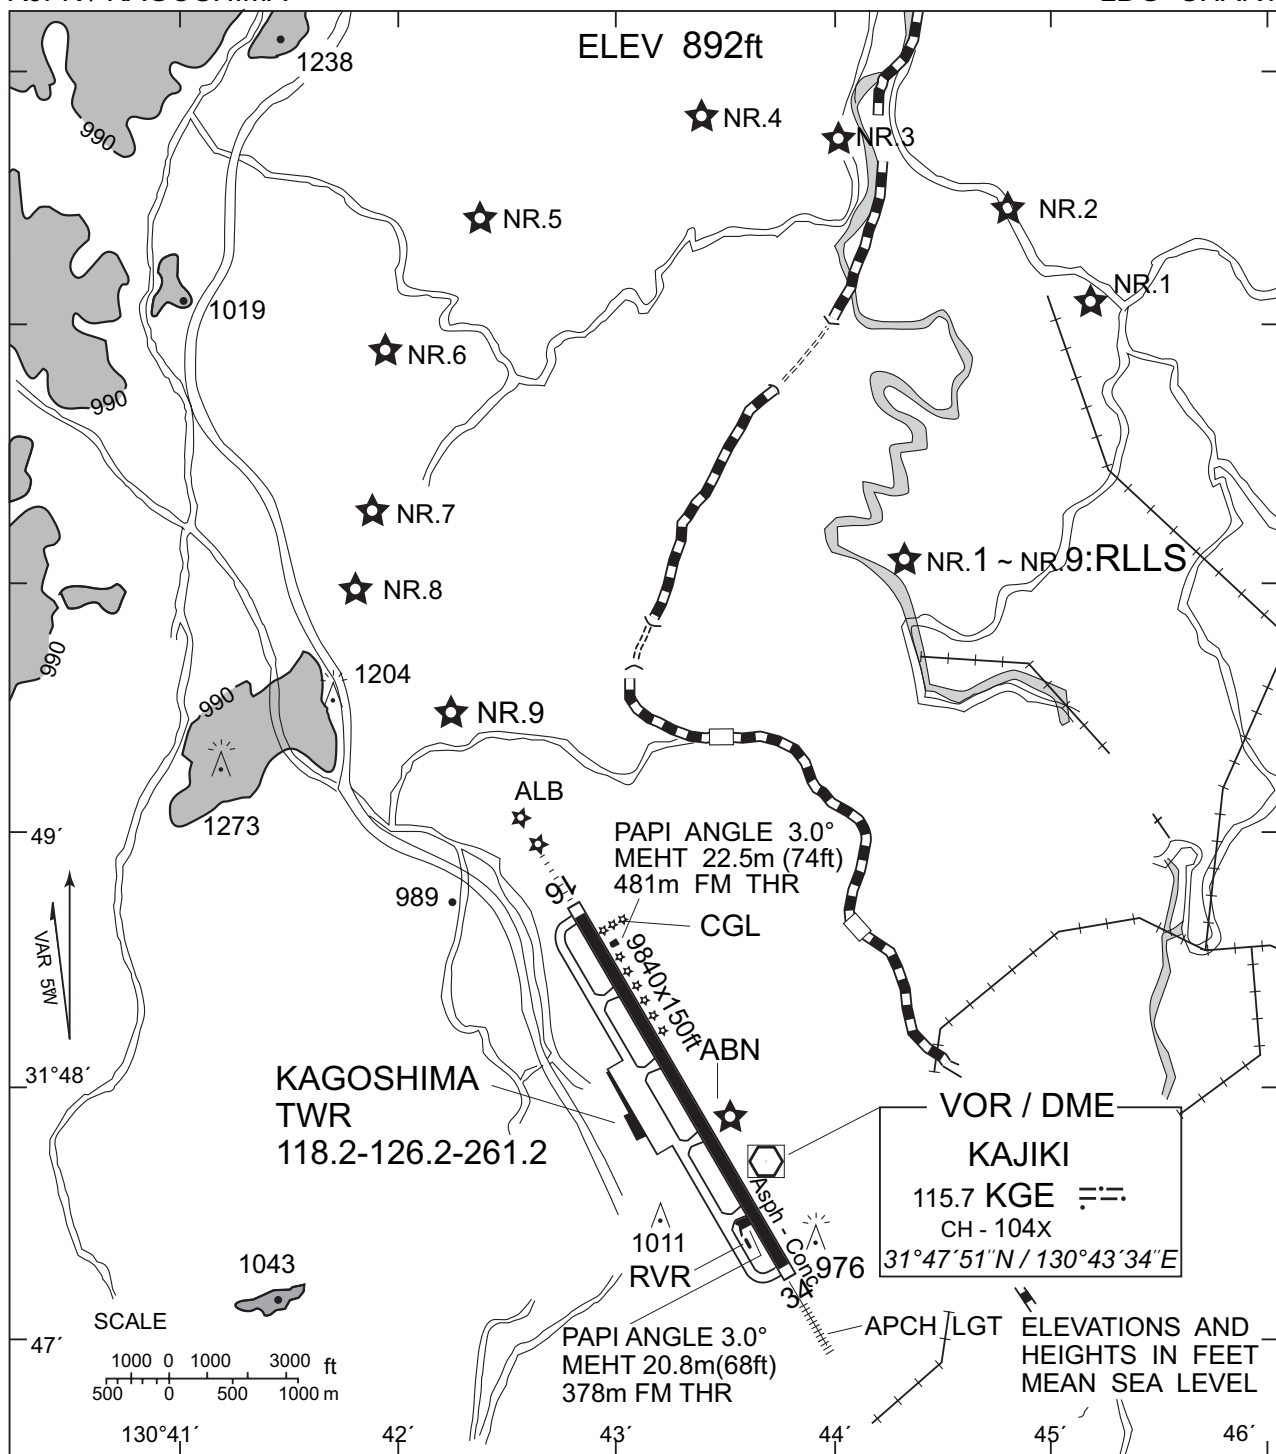 ELEV 892ft
1238
990
NR.4
NR.3
NR.5
NR.2
NR.1
1019
NR.6
990
NR.7
NR.1 ~ NR.9:RLLS
NR.8
990
1204
990
NR.9
1273
ALB
49´
PAPI ANGLE 3.0°
MEHT 22.5m (74ft)
481m FM THR
989
16
CGL
VAR 5W
9840x150ft
ABN
31°48´
KAGOSHIMA
TWR
118.2-126.2-261.2
VOR / DME
KAJIKI
115.7 KGE
CH - 104X
31°47´51˝N / 130°43´34˝E
Asph - Conc
1011
RVR
976
34
1043
SCALE
1000 0 1000 3000 ft
500 0 500 1000 m
47´
PAPI ANGLE 3.0°
MEHT 20.8m(68ft)
378m FM THR
APCH LGT
ELEVATIONS AND
HEIGHTS IN FEET
MEAN SEA LEVEL
130°41´ 42´ 43´ 44´ 45´ 46´